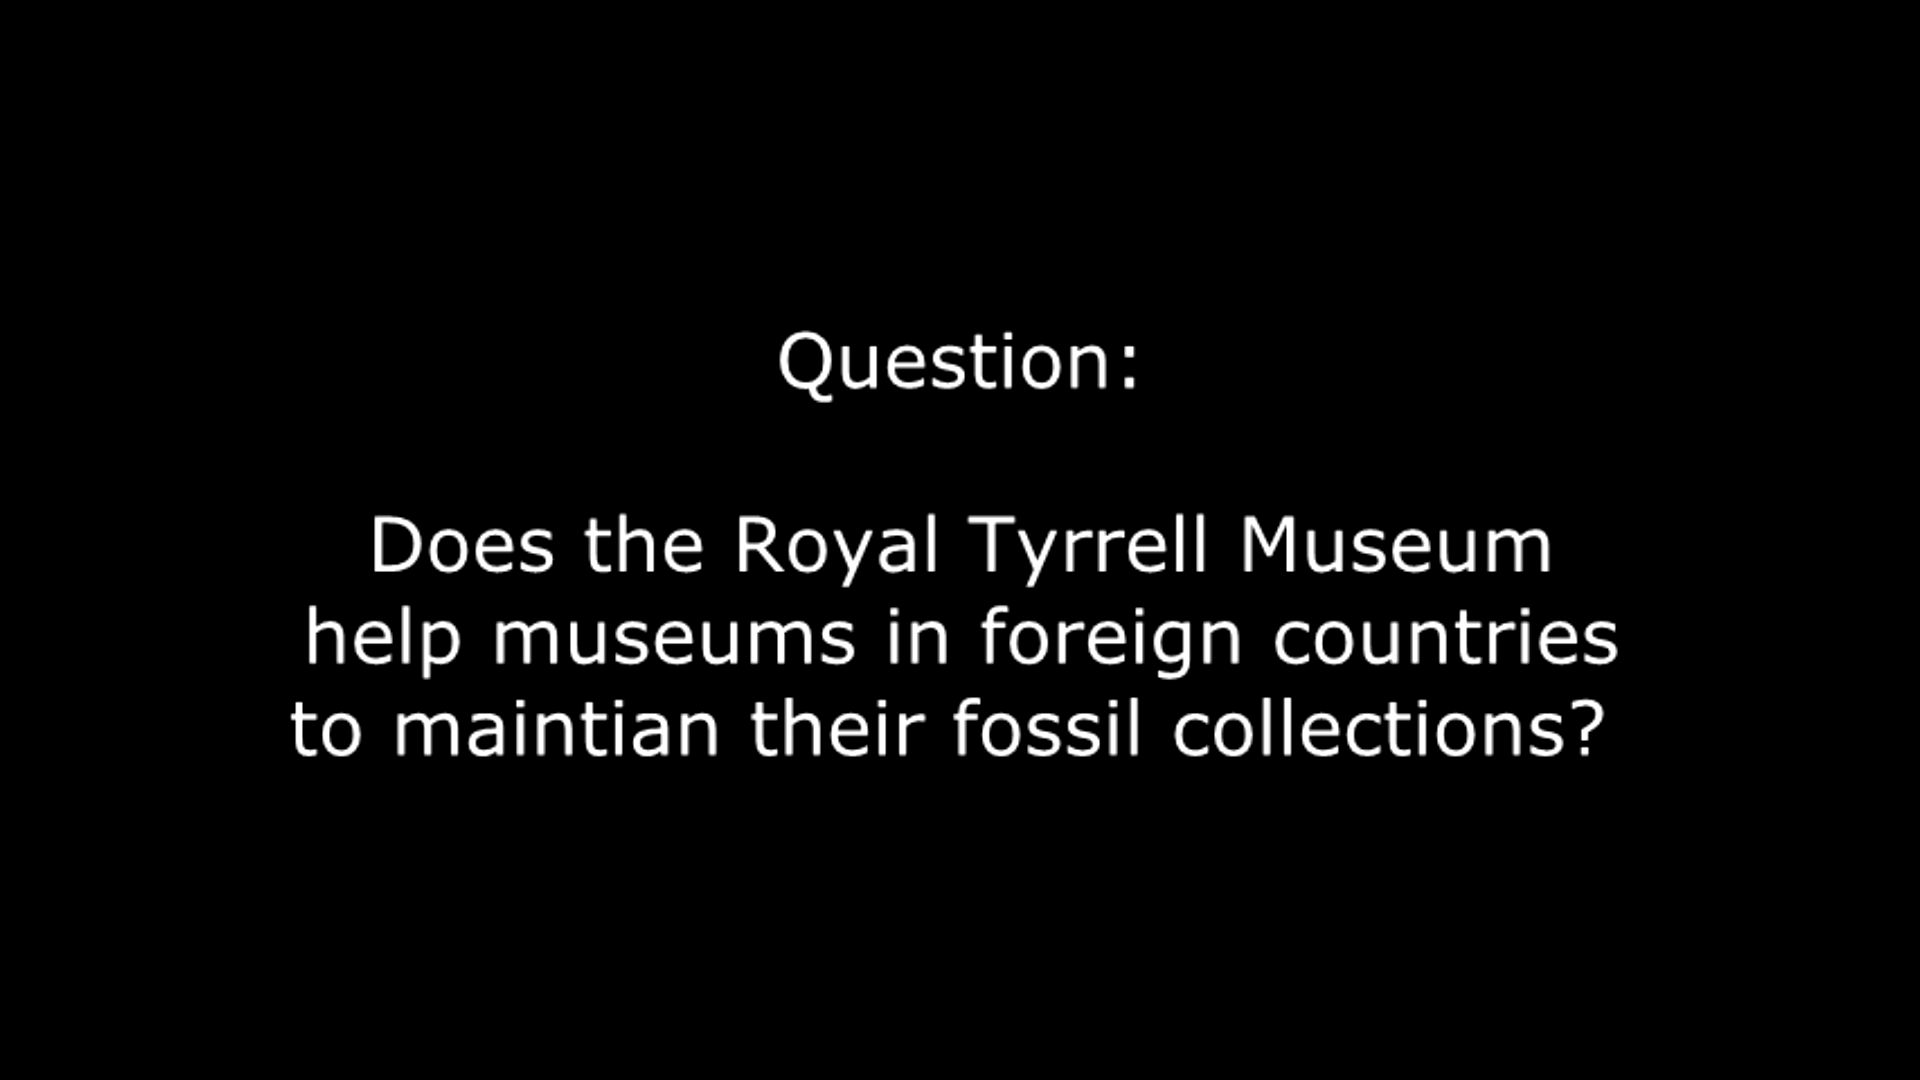 Question:
Does the Royal Tyrrell Museum
help museums in foreign countries
to maintian their fossil collections?